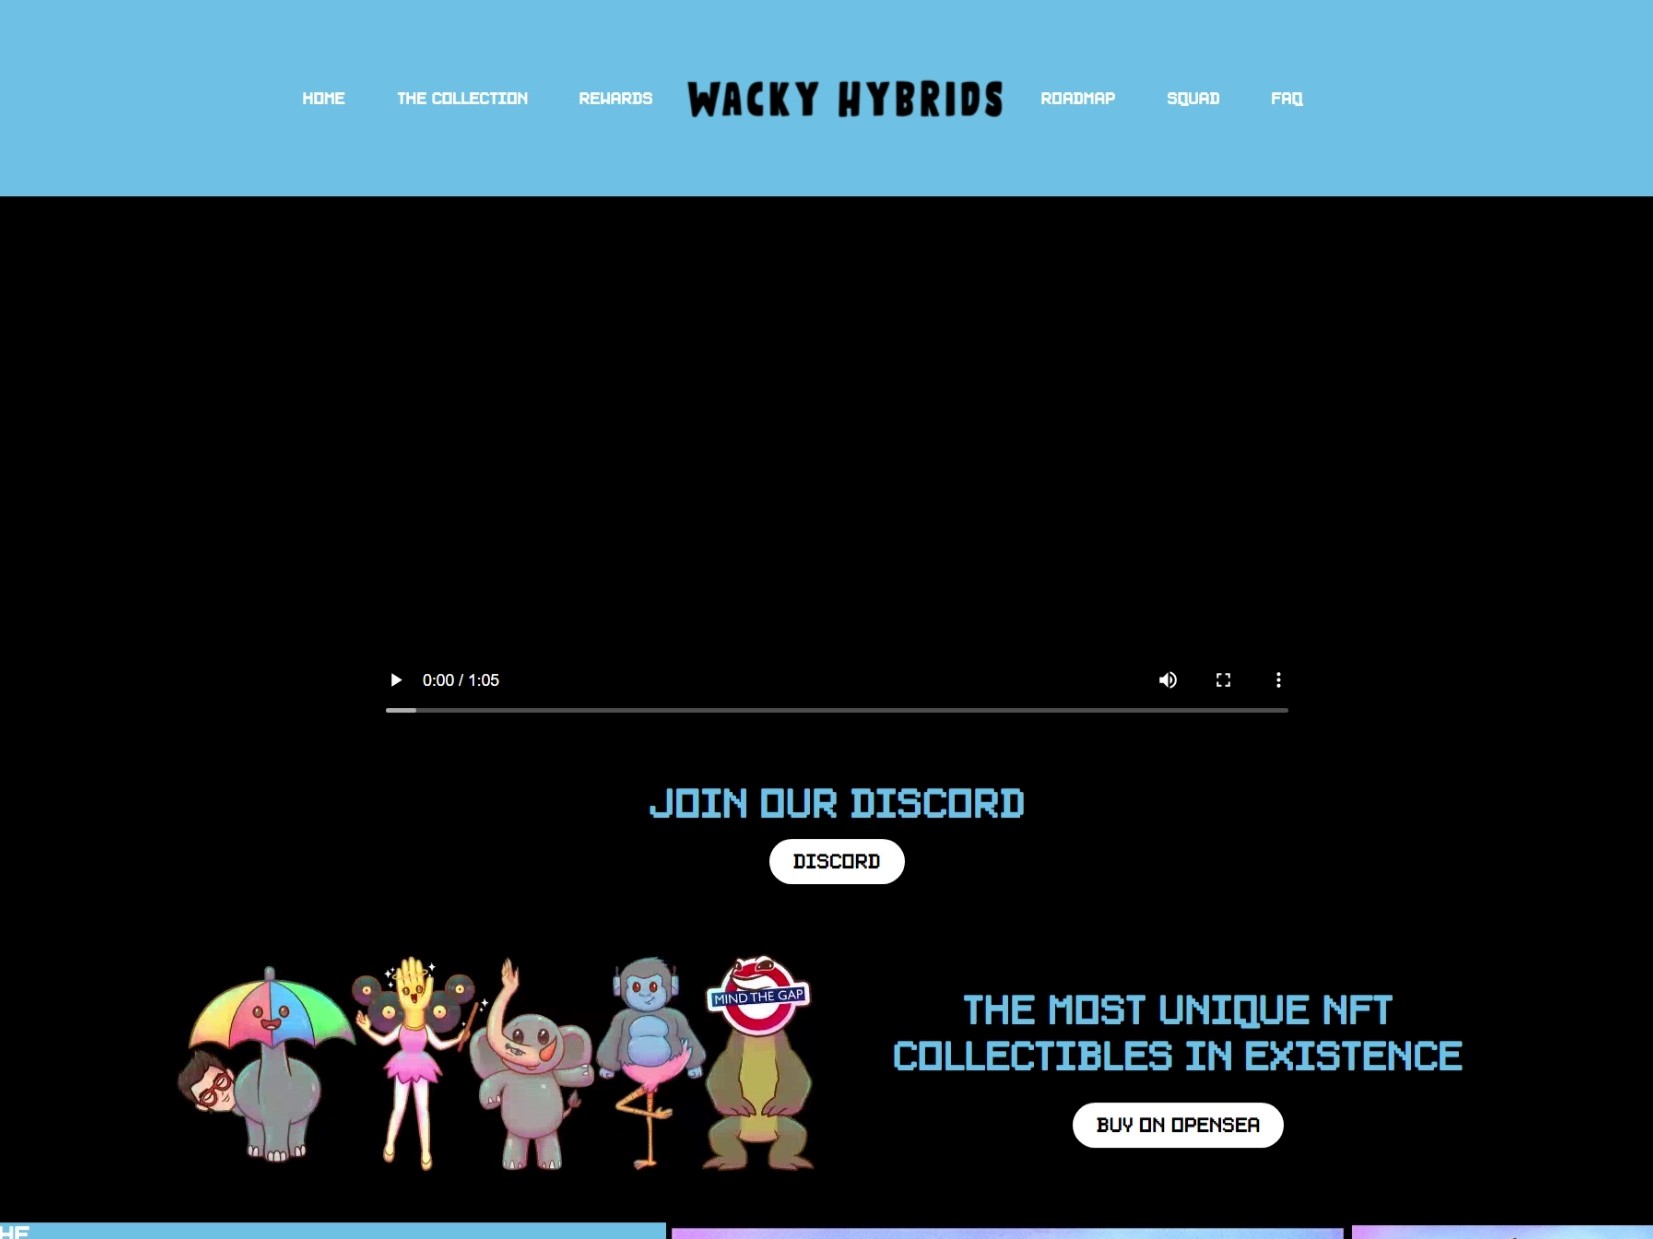 HOME THE COLLECTION REWARDS WACKY HYBRIDS ROADMAP SQUAD FAQ
0:00 / 1:05
JOIN OUR DISCORD
DISCORD
MIND THE GAP
THE MOST UNIQUE NFT
COLLECTIBLES IN EXISTENCE
BUY ON OPENSEA